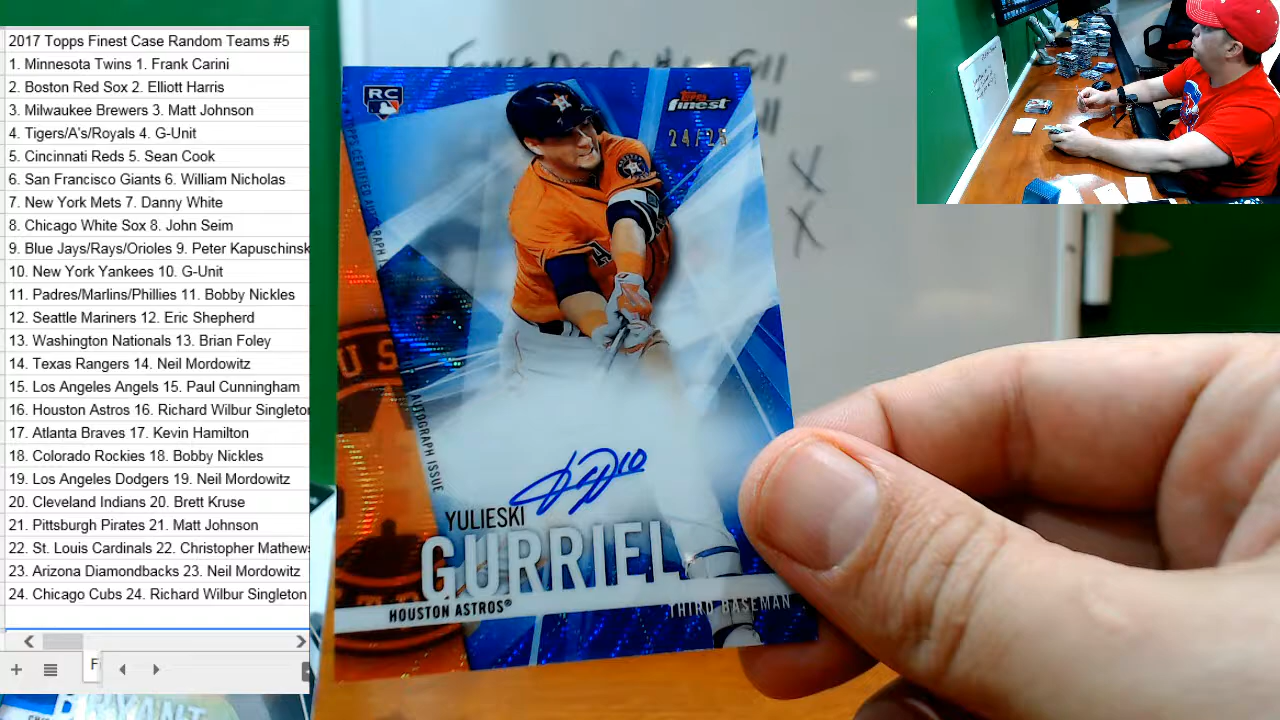 2017 Topps Finest Case Random Teams #5
1. Minnesota Twins 1. Frank Carini
2. Boston Red Sox 2. Elliott Harris
3. Milwaukee Brewers 3. Matt Johnson
4. Tigers/A's/Royals 4. G-Unit
5. Cincinnati Reds 5. Sean Cook
6. San Francisco Giants 6. William Nicholas
7. New York Mets 7. Danny White
8. Chicago White Sox 8. John Seim
9. Blue Jays/Rays/Orioles 9. Peter Kapuschinsk
10. New York Yankees 10. G-Unit
11. Padres/Marlins/Phillies 11. Bobby Nickles
12. Seattle Mariners 12. Eric Shepherd
13. Washington Nationals 13. Brian Foley
14. Texas Rangers 14. Neil Mordowitz
15. Los Angeles Angels 15. Paul Cunningham
16. Houston Astros 16. Richard Wilbur Singleton
17. Atlanta Braves 17. Kevin Hamilton
18. Colorado Rockies 18. Bobby Nickles
19. Los Angeles Dodgers 19. Neil Mordowitz
20. Cleveland Indians 20. Brett Kruse
21. Pittsburgh Pirates 21. Matt Johnson
22. St. Louis Cardinals 22. Christopher Mathews
23. Arizona Diamondbacks 23. Neil Mordowitz
24. Chicago Cubs 24. Richard Wilbur Singleton
F
RC
Topps
finest
24/25
TOPPS CERTIFIED AUTOGRAPH
AUTOGRAPH ISSUE
US
YULIESKI
GURRIEL
HOUSTON ASTROS®
THIRD BASEMAN
X
X
BRYANT